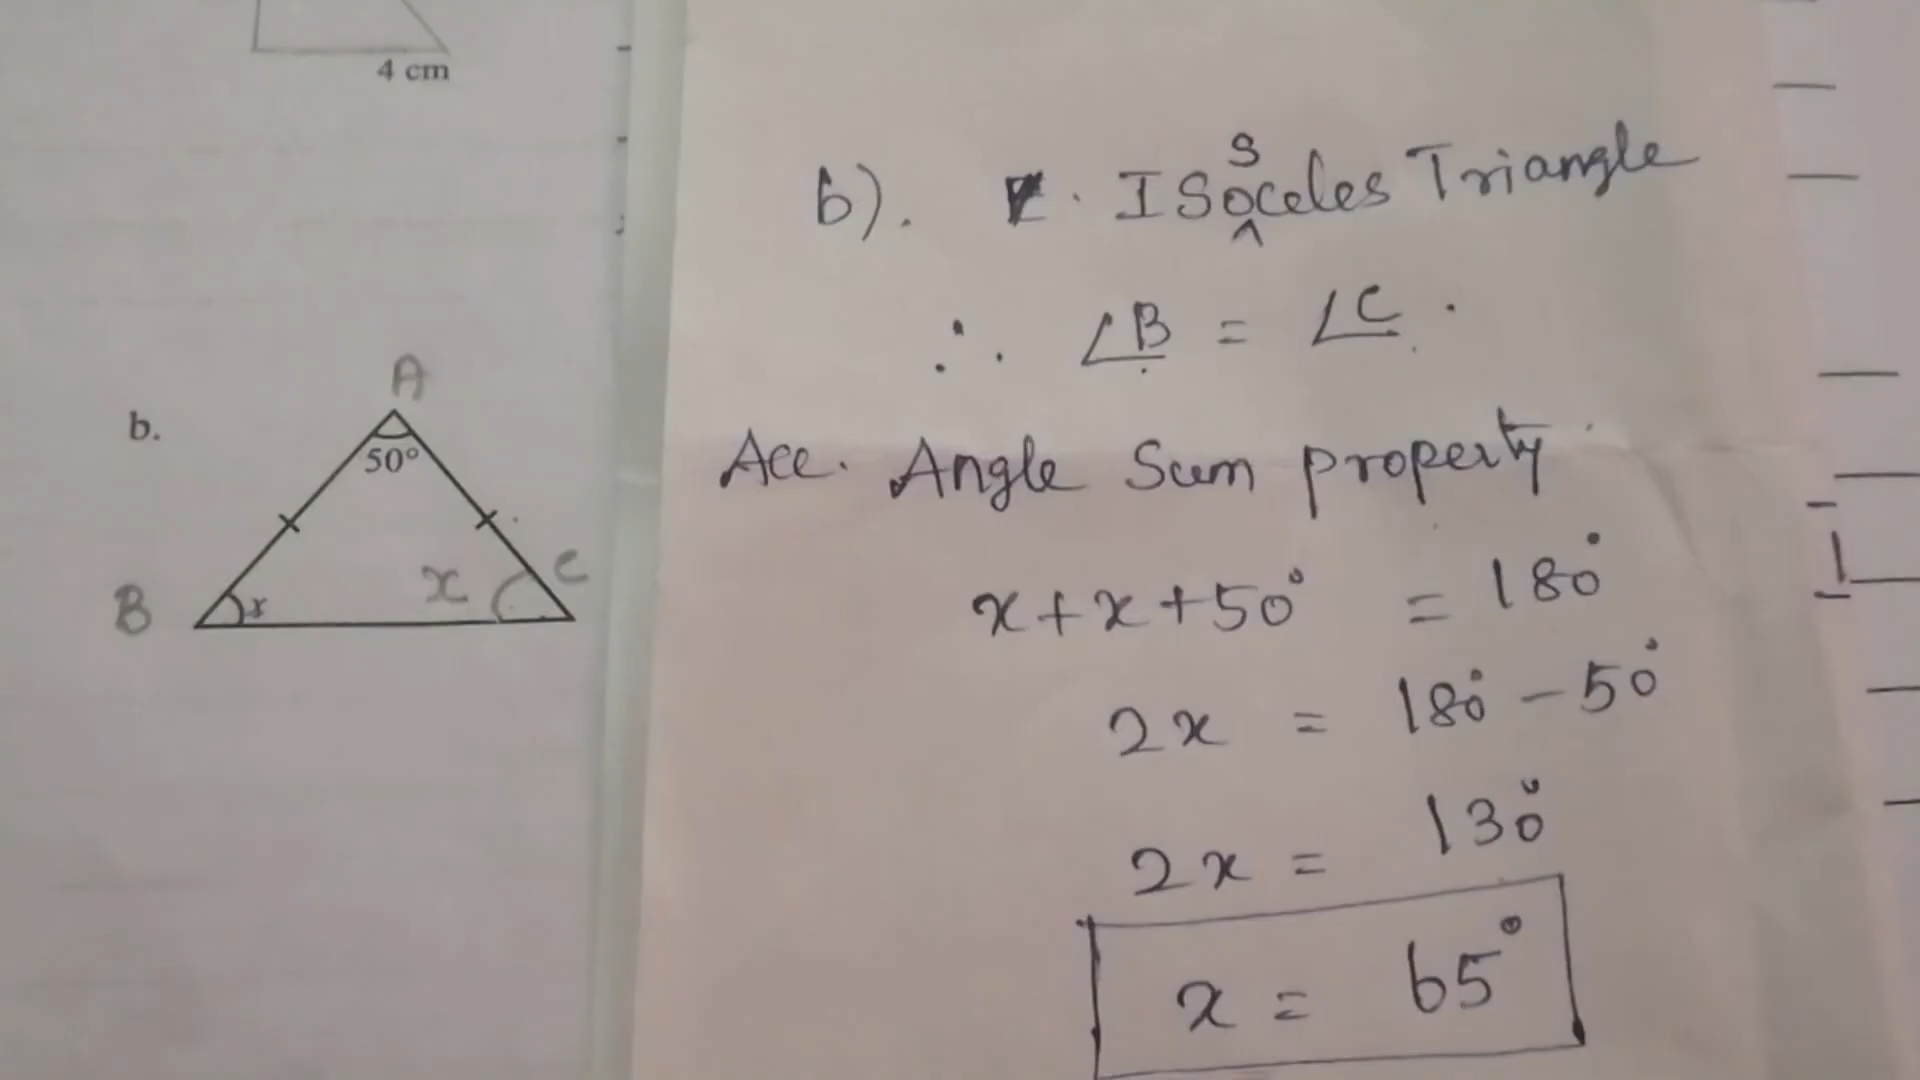 4 cm
b.
A
50°
B
x
x
C
b). Isosceles Triangle
∴ ∠B = ∠C.
Acc. Angle Sum property
x+x+50° = 180°
2x = 180° - 50°
2x = 130°
x = 65°